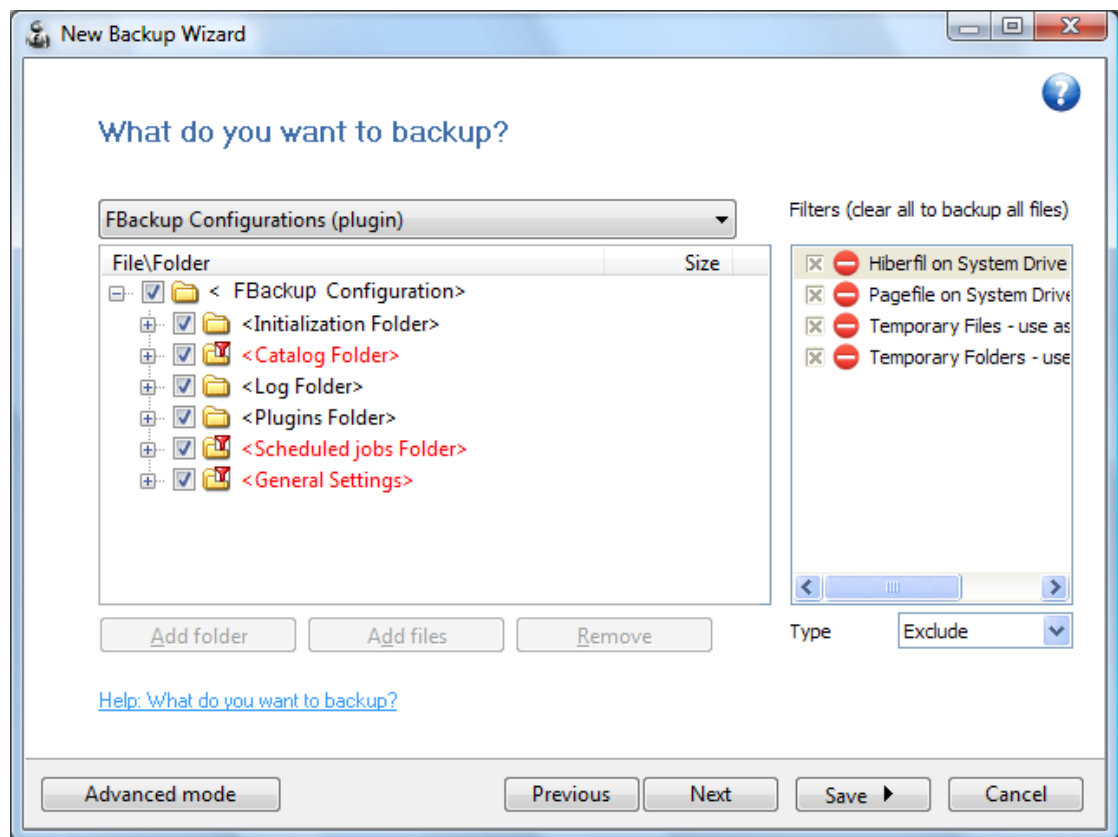 New Backup Wizard
What do you want to backup?
FBackup Configurations (plugin)
Filters (clear all to backup all files)
File\Folder Size
< FBackup Configuration>
<Initialization Folder>
<Catalog Folder>
<Log Folder>
<Plugins Folder>
<Scheduled jobs Folder>
<General Settings>
Hiberfil on System Drive
Pagefile on System Drive
Temporary Files - use as
Temporary Folders - use
Add folder Add files Remove
Type Exclude
Help: What do you want to backup?
Advanced mode Previous Next Save Cancel